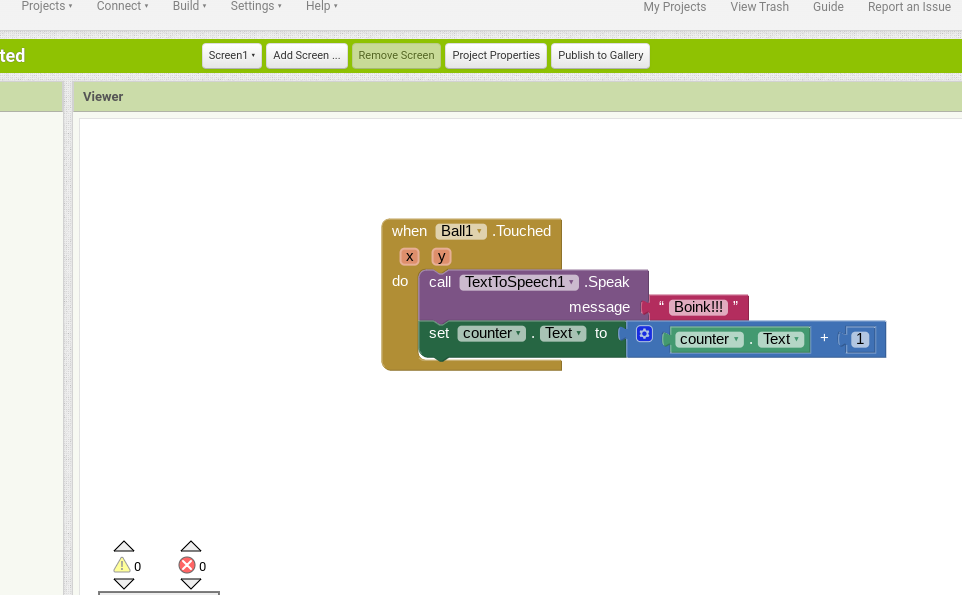 Projects Connect Build Settings Help My Projects View Trash Guide Report an Issue
ted Screen1 Add Screen ... Remove Screen Project Properties Publish to Gallery
Viewer
when Ball1 .Touched
x y
do call TextToSpeech1 .Speak
message “ Boink!!! ”
set counter . Text to counter . Text + 1
0 0